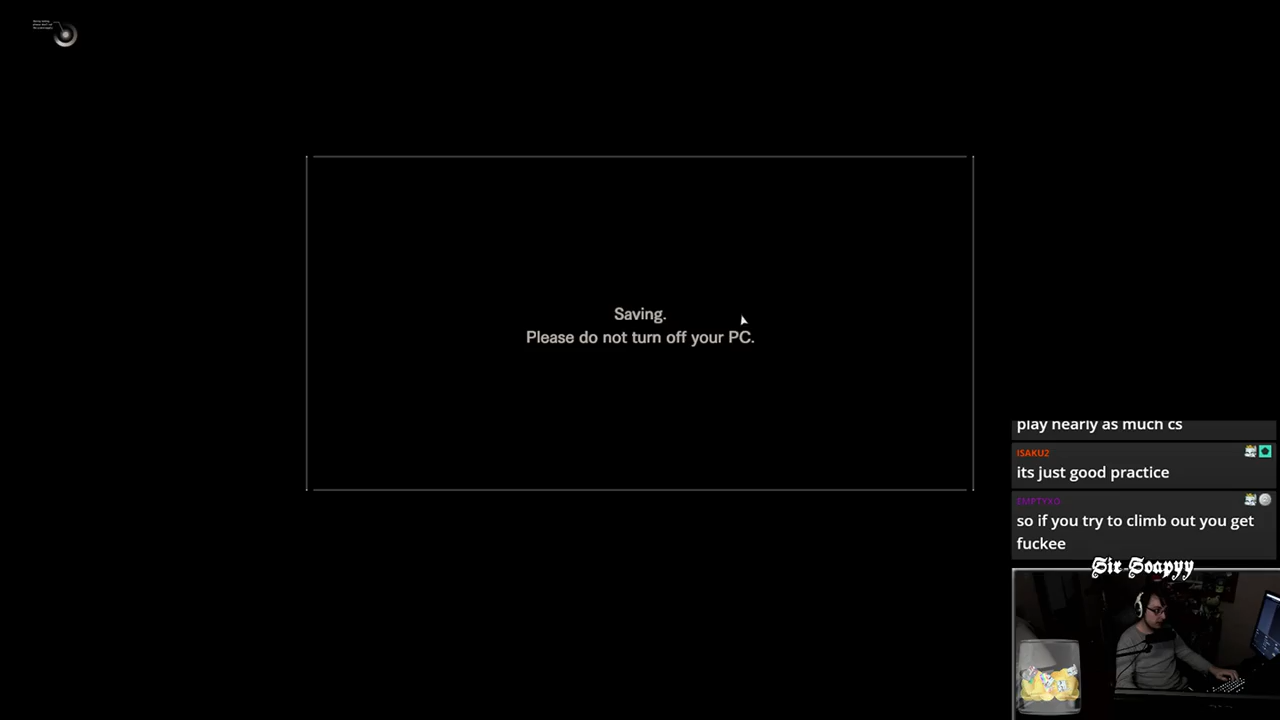 Saving.
Please do not turn off your PC.
play nearly as much cs
ISAKU2
its just good practice
EMPTYXG
so if you try to climb out you get
fuckee
Sir Soapyy